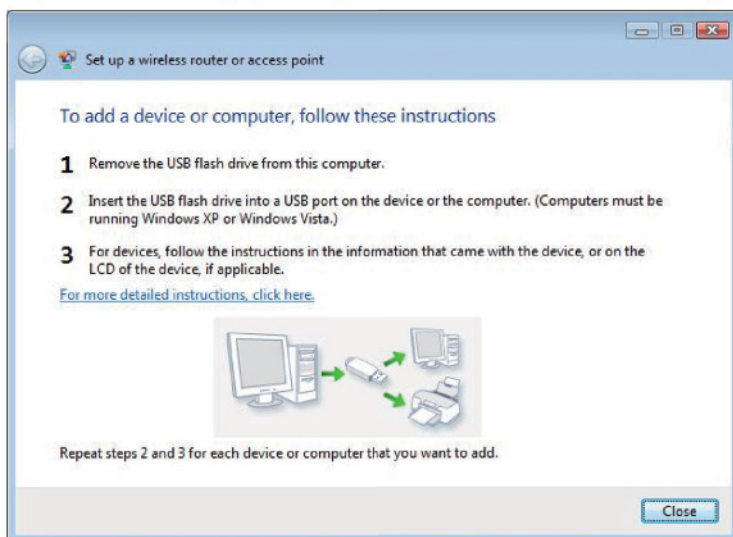 Set up a wireless router or access point
To add a device or computer, follow these instructions
1 Remove the USB flash drive from this computer.
2 Insert the USB flash drive into a USB port on the device or the computer. (Computers must be
running Windows XP or Windows Vista.)
3 For devices, follow the instructions in the information that came with the device, or on the
LCD of the device, if applicable.
For more detailed instructions, click here.
Repeat steps 2 and 3 for each device or computer that you want to add.
Close